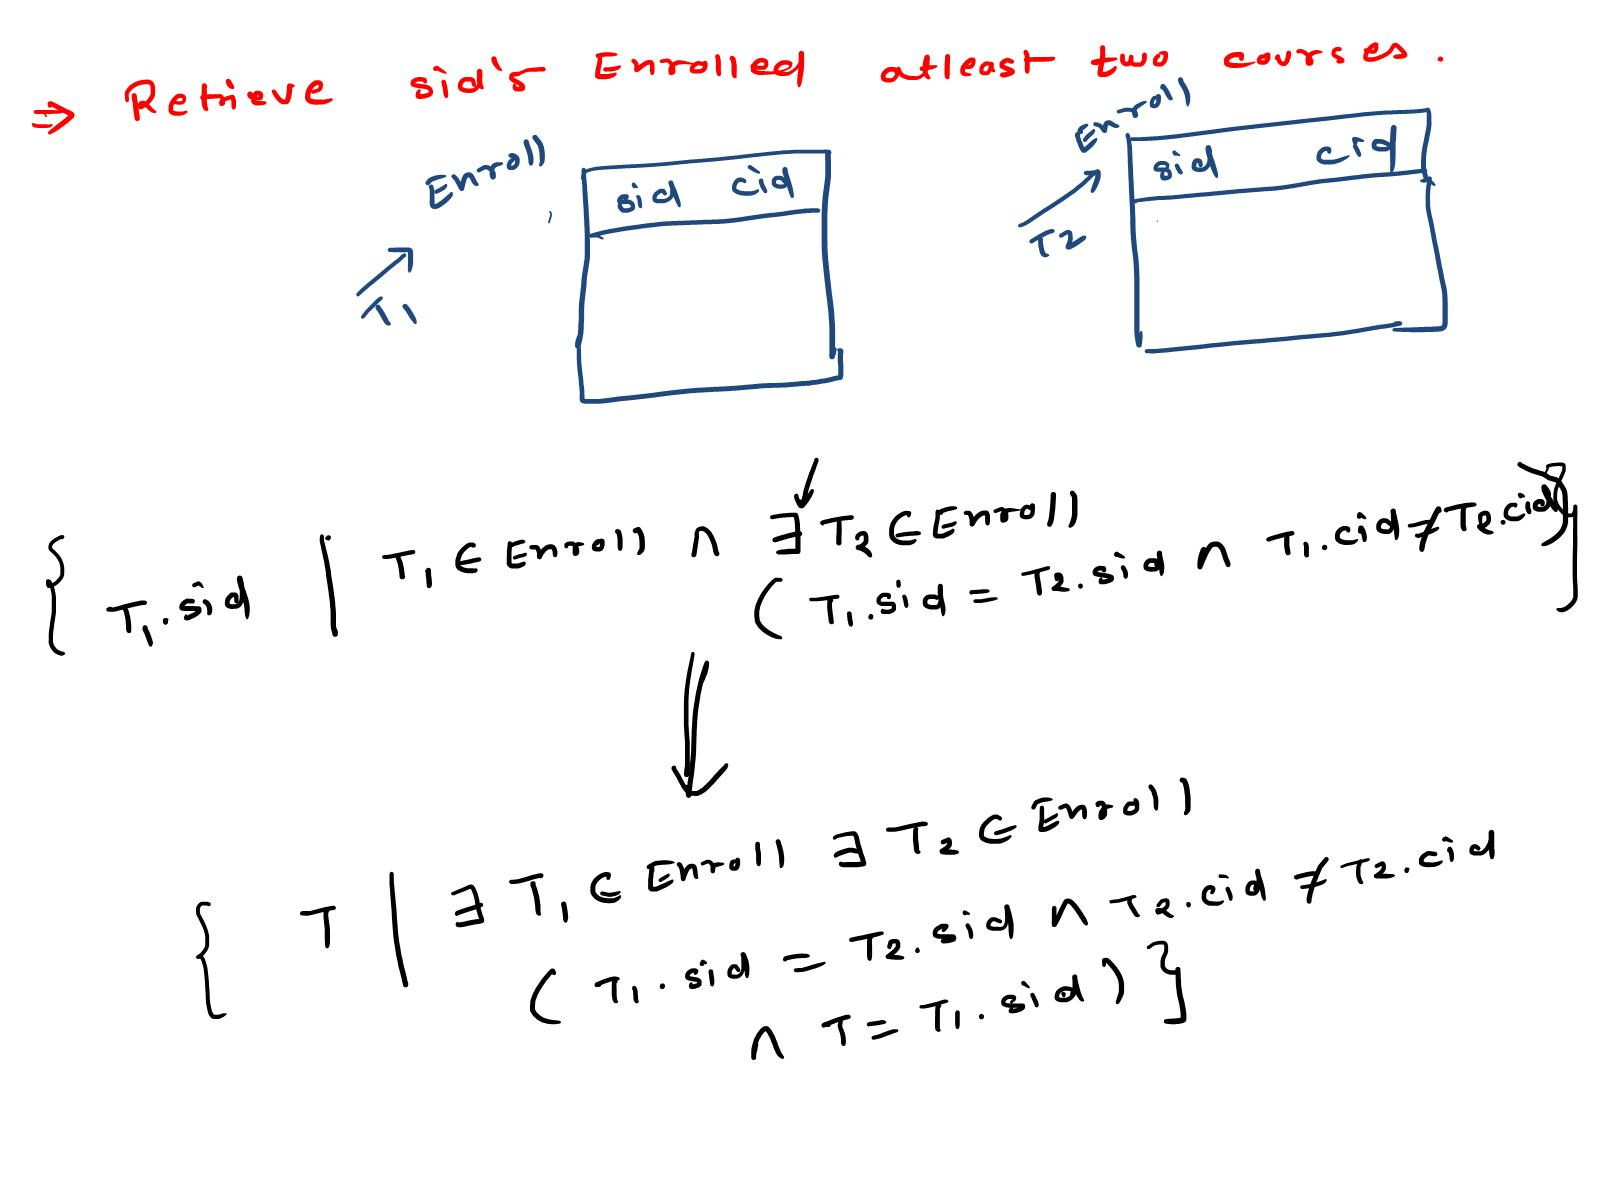 ⇒ Retrieve sid's Enrolled atleast two courses.
Enroll
sid cid
T1
Enroll
sid cid
T2
{ T1.sid | T1 ∈ Enroll ∧ ∃ T2 ∈ Enroll
( T1.sid = T2.sid ∧ T1.cid ≠ T2.cid) }
{ T | ∃ T1 ∈ Enroll ∃ T2 ∈ Enroll
( T1.sid = T2.sid ∧ T2.cid ≠ T2.cid
∧ T = T1.sid ) }